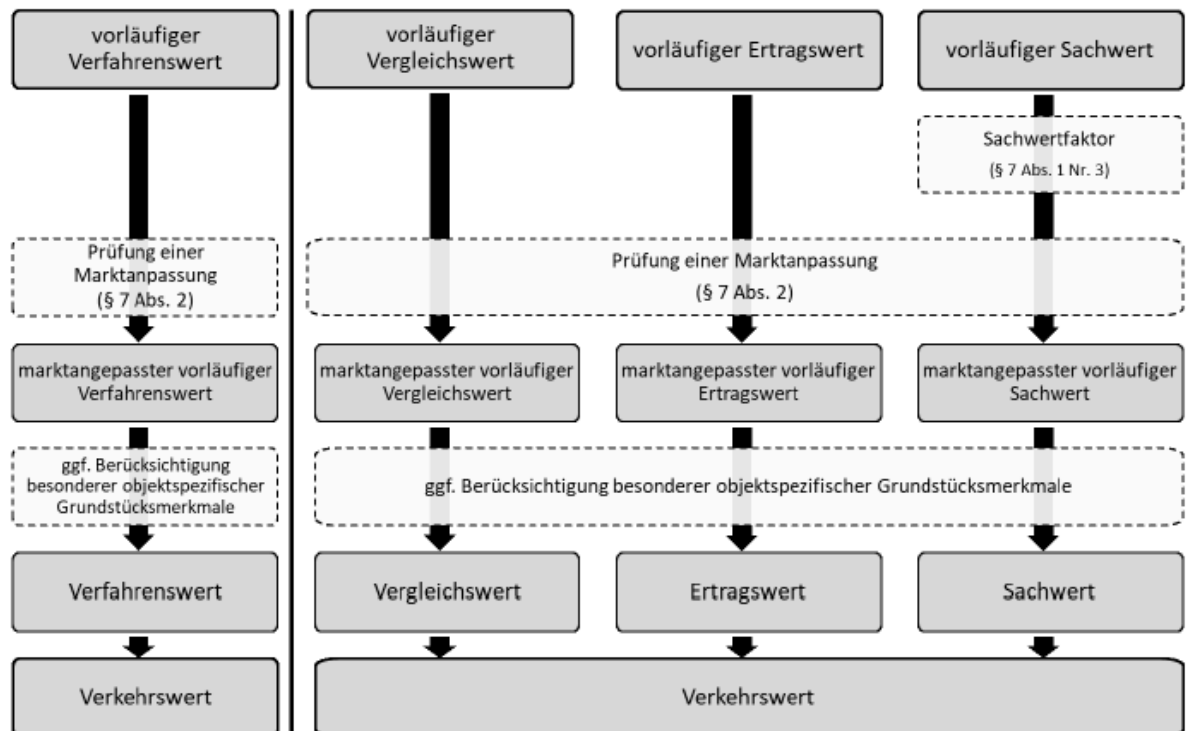 vorläufiger
Verfahrenswert
vorläufiger
Vergleichswert
vorläufiger Ertragswert
vorläufiger Sachwert
Sachwertfaktor
(§ 7 Abs. 1 Nr. 3)
Prüfung einer
Marktanpassung
(§ 7 Abs. 2)
Prüfung einer Marktanpassung
(§ 7 Abs. 2)
marktangepasster vorläufiger
Verfahrenswert
marktangepasster vorläufiger
Vergleichswert
marktangepasster vorläufiger
Ertragswert
marktangepasster vorläufiger
Sachwert
ggf. Berücksichtigung
besonderer objektspezifischer
Grundstücksmerkmale
ggf. Berücksichtigung besonderer objektspezifischer Grundstücksmerkmale
Verfahrenswert
Vergleichswert
Ertragswert
Sachwert
Verkehrswert
Verkehrswert